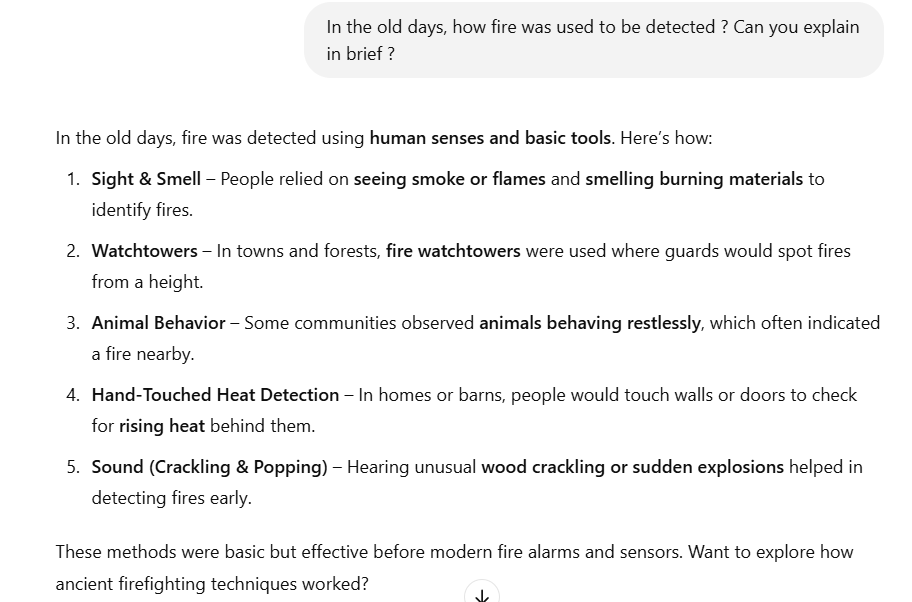 In the old days, how fire was used to be detected ? Can you explain
in brief ?
In the old days, fire was detected using human senses and basic tools. Here’s how:
1. Sight & Smell – People relied on seeing smoke or flames and smelling burning materials to
identify fires.
2. Watchtowers – In towns and forests, fire watchtowers were used where guards would spot fires
from a height.
3. Animal Behavior – Some communities observed animals behaving restlessly, which often indicated
a fire nearby.
4. Hand-Touched Heat Detection – In homes or barns, people would touch walls or doors to check
for rising heat behind them.
5. Sound (Crackling & Popping) – Hearing unusual wood crackling or sudden explosions helped in
detecting fires early.
These methods were basic but effective before modern fire alarms and sensors. Want to explore how
ancient firefighting techniques worked?